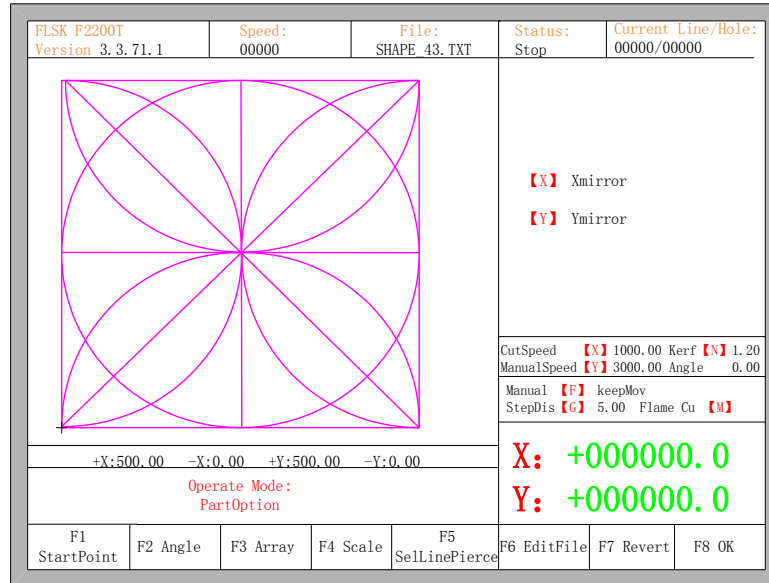 FLSK F2200T
Version 3.3.71.1
Speed:
00000
File:
SHAPE_43.TXT
Status:
Stop
Current Line/Hole:
00000/00000
【X】 Xmirror
【Y】 Ymirror
CutSpeed 【X】 1000.00 Kerf 【N】 1.20
ManualSpeed 【Y】 3000.00 Angle 0.00
Manual 【F】 keepMov
StepDis 【G】 5.00 Flame Cu 【M】
+X:500.00 -X:0.00 +Y:500.00 -Y:0.00
Operate Mode:
PartOption
X: +000000.0
Y: +000000.0
F1
StartPoint
F2 Angle
F3 Array
F4 Scale
F5
SelLinePierce
F6 EditFile
F7 Revert
F8 OK